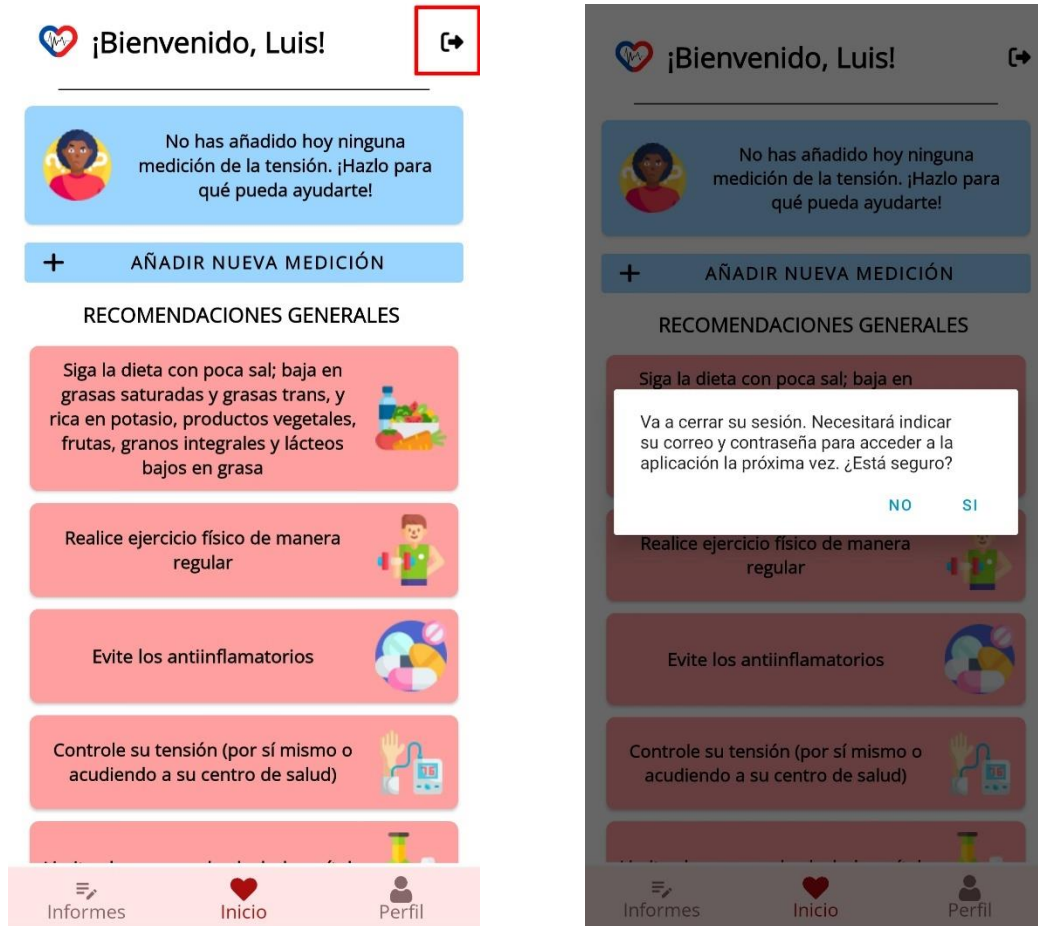 ¡Bienvenido, Luis!
No has añadido hoy ninguna
medición de la tensión. ¡Hazlo para
qué pueda ayudarte!
+ AÑADIR NUEVA MEDICIÓN
RECOMENDACIONES GENERALES
Siga la dieta con poca sal; baja en
grasas saturadas y grasas trans, y
rica en potasio, productos vegetales,
frutas, granos integrales y lácteos
bajos en grasa
Realice ejercicio físico de manera
regular
Evite los antiinflamatorios
Controle su tensión (por sí mismo o
acudiendo a su centro de salud)
Informes
Inicio
Perfil
¡Bienvenido, Luis!
No has añadido hoy ninguna
medición de la tensión. ¡Hazlo para
qué pueda ayudarte!
+ AÑADIR NUEVA MEDICIÓN
RECOMENDACIONES GENERALES
Siga la dieta con poca sal; baja en
Va a cerrar su sesión. Necesitará indicar
su correo y contraseña para acceder a la
aplicación la próxima vez. ¿Está seguro?
NO
SI
Realice ejercicio físico de manera
regular
Evite los antiinflamatorios
Controle su tensión (por sí mismo o
acudiendo a su centro de salud)
Informes
Inicio
Perfil